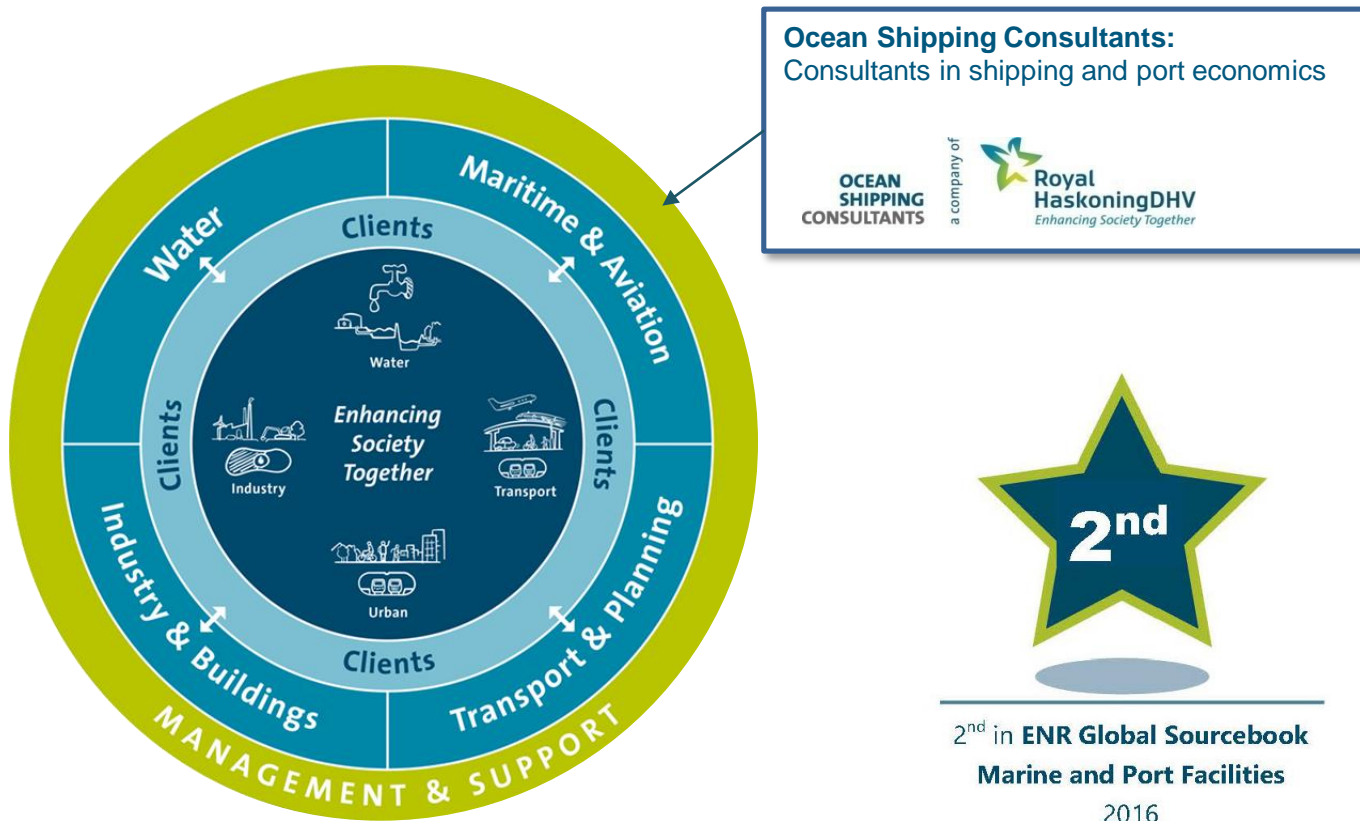 Ocean Shipping Consultants:
Consultants in shipping and port economics
OCEAN
SHIPPING
CONSULTANTS
a company of
Royal
HaskoningDHV
Enhancing Society Together
Water
Maritime & Aviation
Clients
Clients
Clients
Clients
Water
Industry
Enhancing
Society
Together
Transport
Urban
Industry & Buildings
Transport & Planning
MANAGEMENT & SUPPORT
2nd
2nd in ENR Global Sourcebook
Marine and Port Facilities
2016